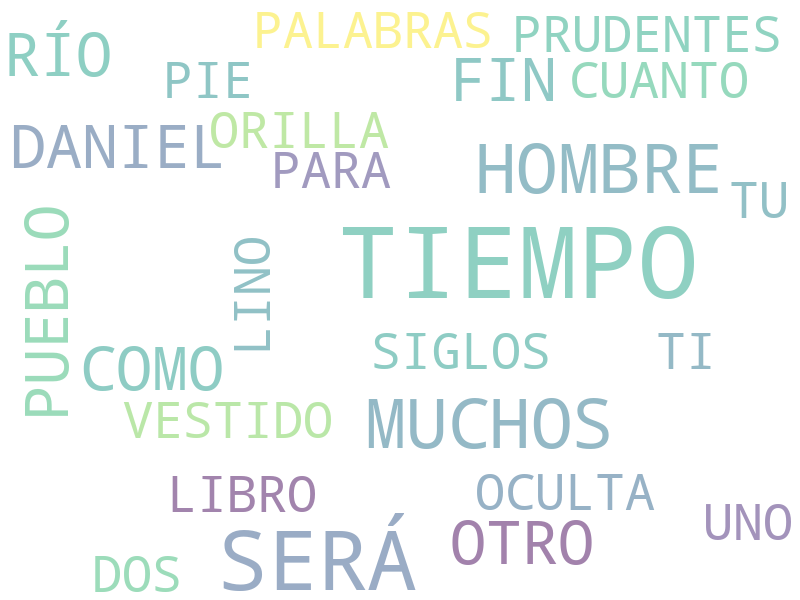 PALABRAS
PRUDENTES
RÍO
PIE
FIN
CUANTO
DANIEL
ORILLA
PARA
HOMBRE
TU
PUEBLO
LINO
TIEMPO
COMO
SIGLOS
TI
VESTIDO
MUCHOS
LIBRO
OCULTA
UNO
DOS
SERÁ
OTRO